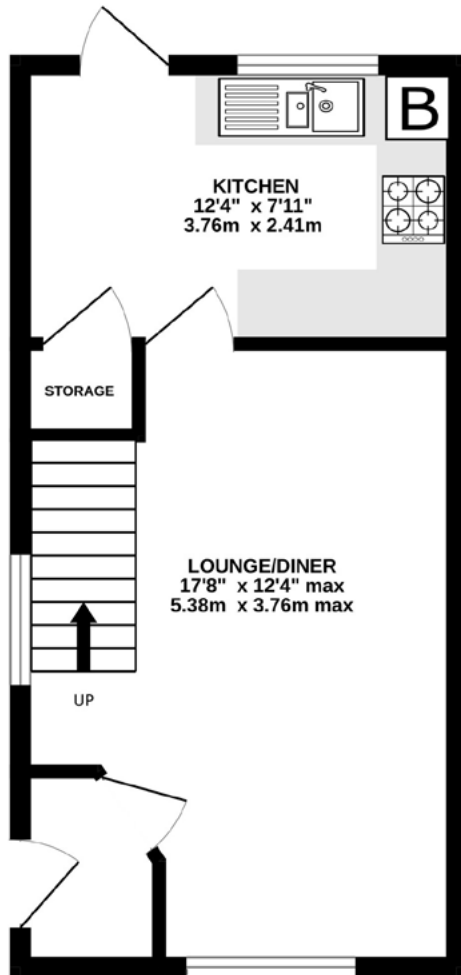 B
KITCHEN
12'4" x 7'11"
3.76m x 2.41m
STORAGE
LOUNGE/DINER
17'8" x 12'4" max
5.38m x 3.76m max
UP